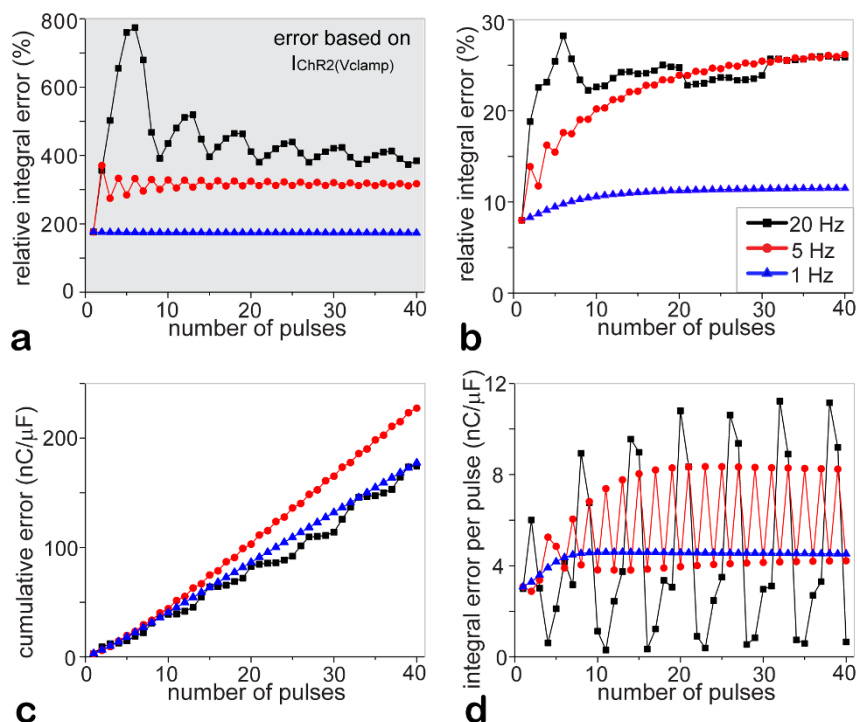 a
800
600
400
200
0
relative integral error (%)
error based on
IChR2(Vclamp)
0
10
20
30
40
number of pulses
b
30
20
10
0
relative integral error (%)
20 Hz
5 Hz
1 Hz
0
10
20
30
40
number of pulses
c
200
100
0
cumulative error (nC/µF)
0
10
20
30
40
number of pulses
d
12
8
4
0
integral error per pulse (nC/µF)
0
10
20
30
40
number of pulses